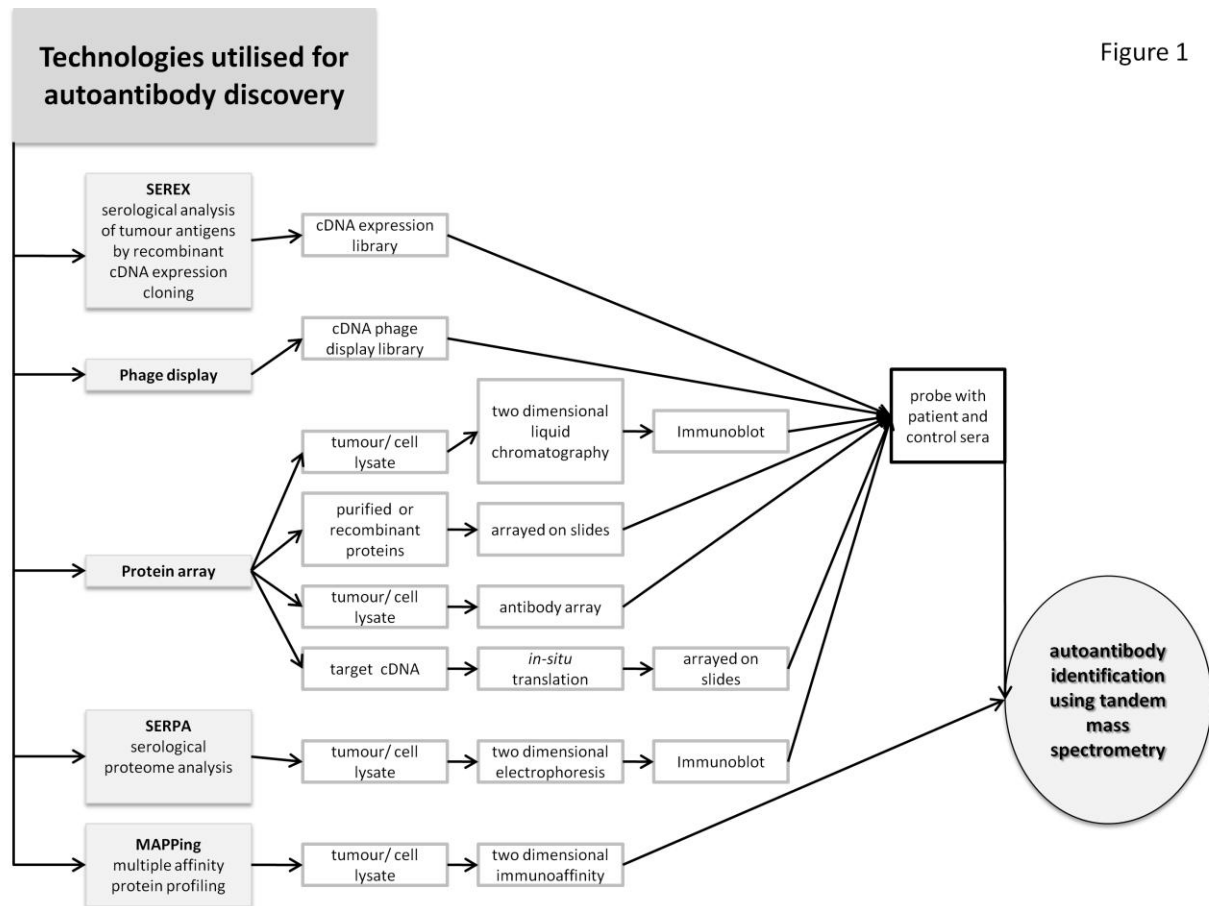 Technologies utilised for
autoantibody discovery
Figure 1
SEREX
serological analysis
of tumour antigens
by recombinant
cDNA expression
cloning
cDNA expression
library
Phage display
cDNA phage
display library
Protein array
tumour/ cell
lysate
two dimensional
liquid
chromatography
Immunoblot
purified or
recombinant
proteins
arrayed on slides
tumour/ cell
lysate
antibody array
target cDNA
in-situ
translation
arrayed on
slides
SERPA
serological
proteome analysis
tumour/ cell
lysate
two dimensional
electrophoresis
Immunoblot
MAPPing
multiple affinity
protein profiling
tumour/ cell
lysate
two dimensional
immunoaffinity
probe with
patient and
control sera
autoantibody
identification
using tandem
mass
spectrometry